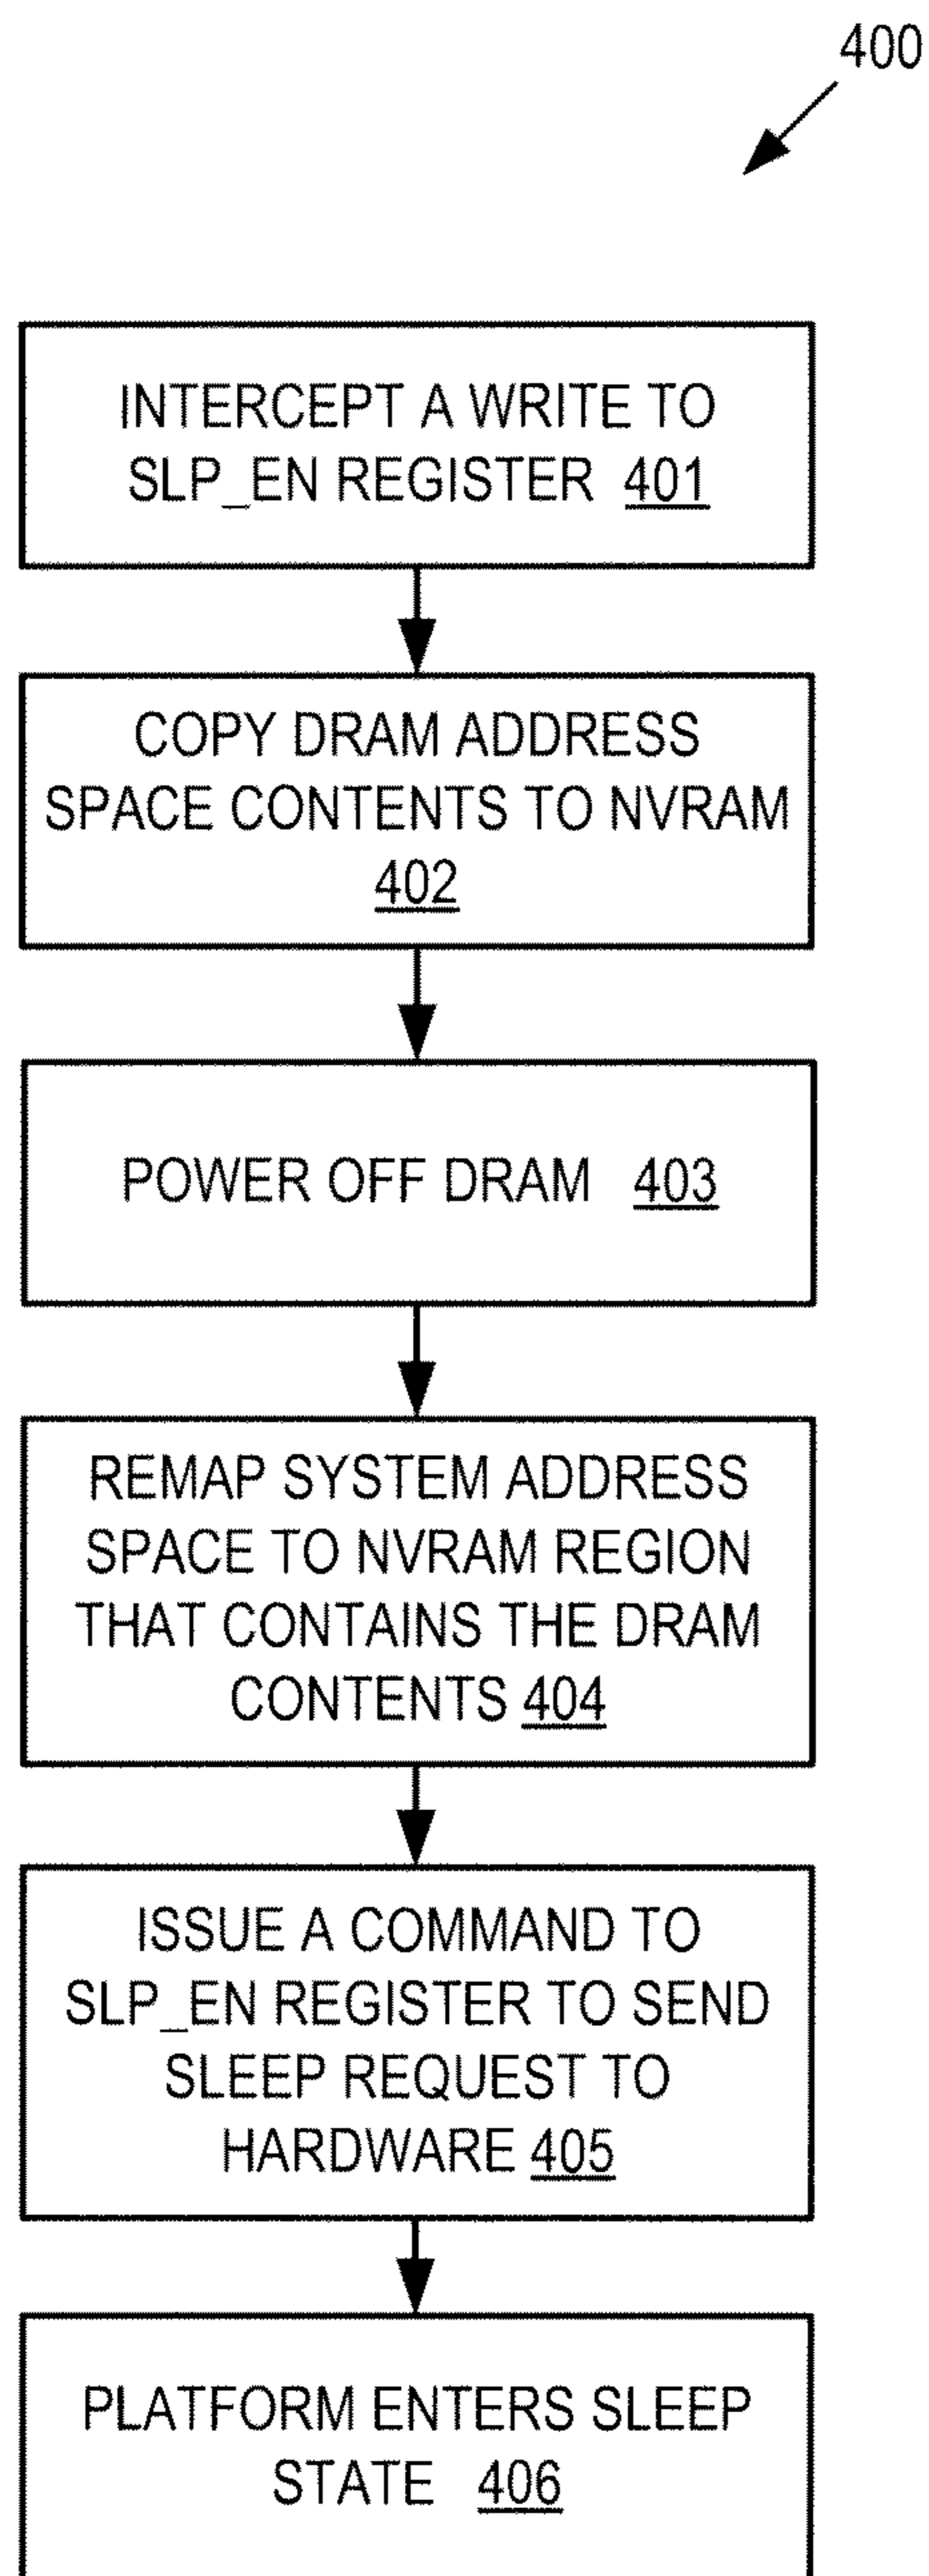 400
INTERCEPT A WRITE TO
SLP_EN REGISTER 401
COPY DRAM ADDRESS
SPACE CONTENTS TO NVRAM
402
POWER OFF DRAM 403
REMAP SYSTEM ADDRESS
SPACE TO NVRAM REGION
THAT CONTAINS THE DRAM
CONTENTS 404
ISSUE A COMMAND TO
SLP_EN REGISTER TO SEND
SLEEP REQUEST TO
HARDWARE 405
PLATFORM ENTERS SLEEP
STATE 406